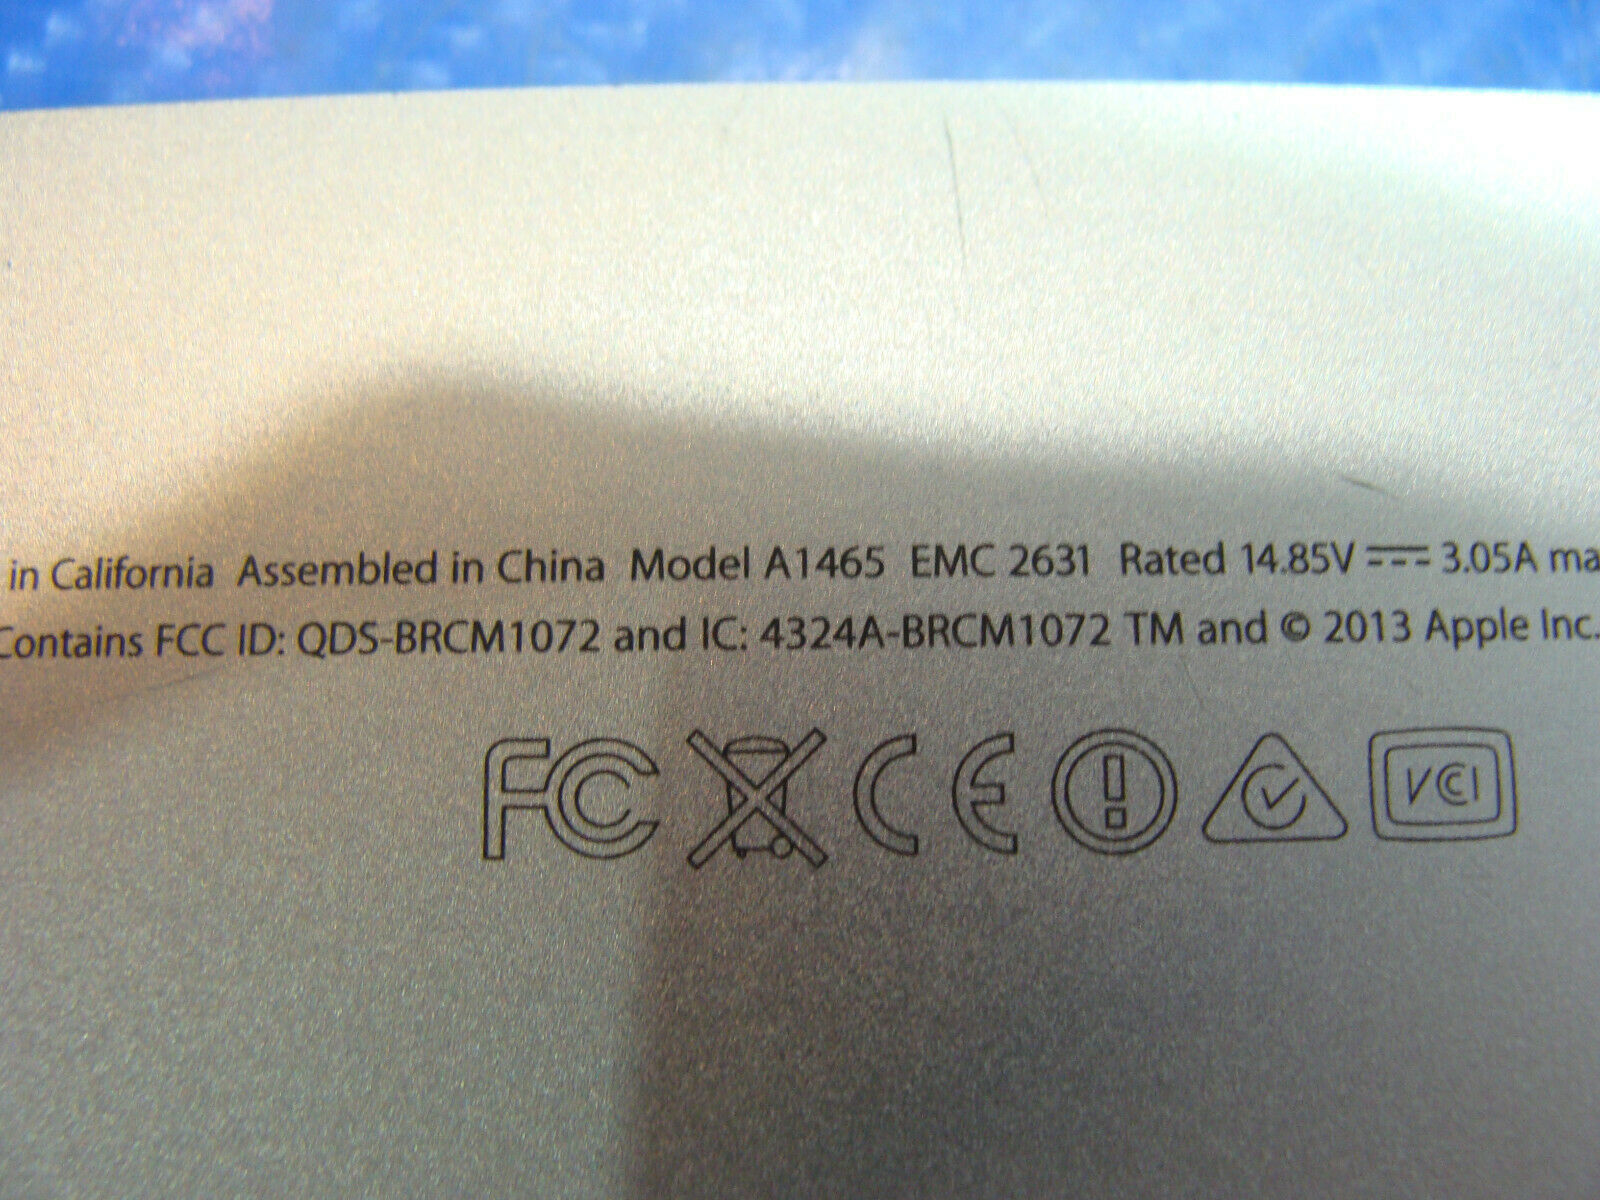 in California Assembled in China Model A1465 EMC 2631 Rated 14.85V ⎓ 3.05A ma
Contains FCC ID: QDS-BRCM1072 and IC: 4324A-BRCM1072 TM and © 2013 Apple Inc.
FC CE ! VCI